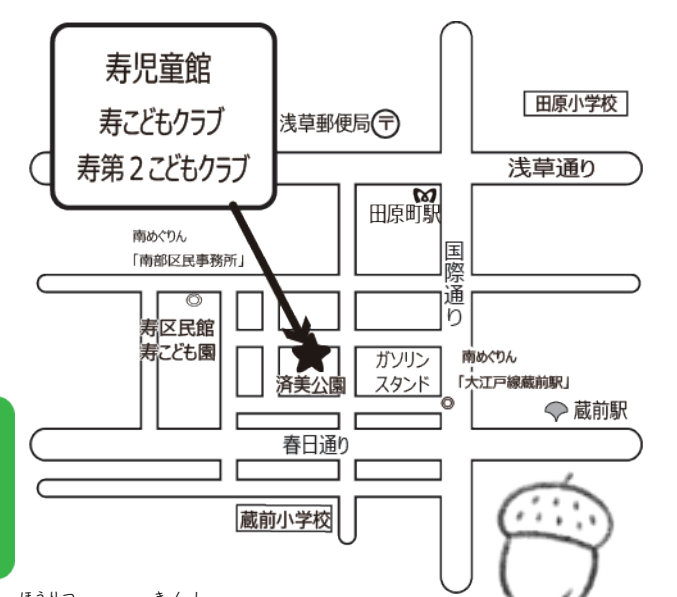 寿児童館
寿こどもクラブ
寿第２こどもクラブ
浅草郵便局〒
田原小学校
浅草通り
田原町駅
国際通り
南めぐりん
「南部区民事務所」
寿区民館
寿こども園
済美公園
ガソリン
スタンド
南めぐりん
「大江戸線蔵前駅」
蔵前駅
春日通り
蔵前小学校